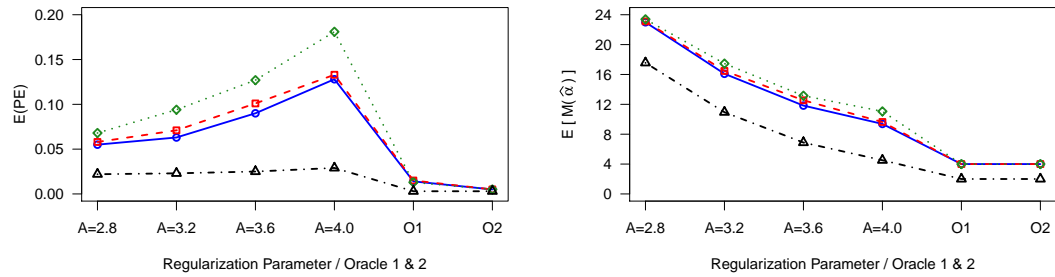 E(PE)
0.20
0.15
0.10
0.05
0.00
A=2.8 A=3.2 A=3.6 A=4.0 O1 O2
Regularization Parameter / Oracle 1 & 2
E [ M(α̂) ]
24
20
16
12
8
4
0
A=2.8 A=3.2 A=3.6 A=4.0 O1 O2
Regularization Parameter / Oracle 1 & 2